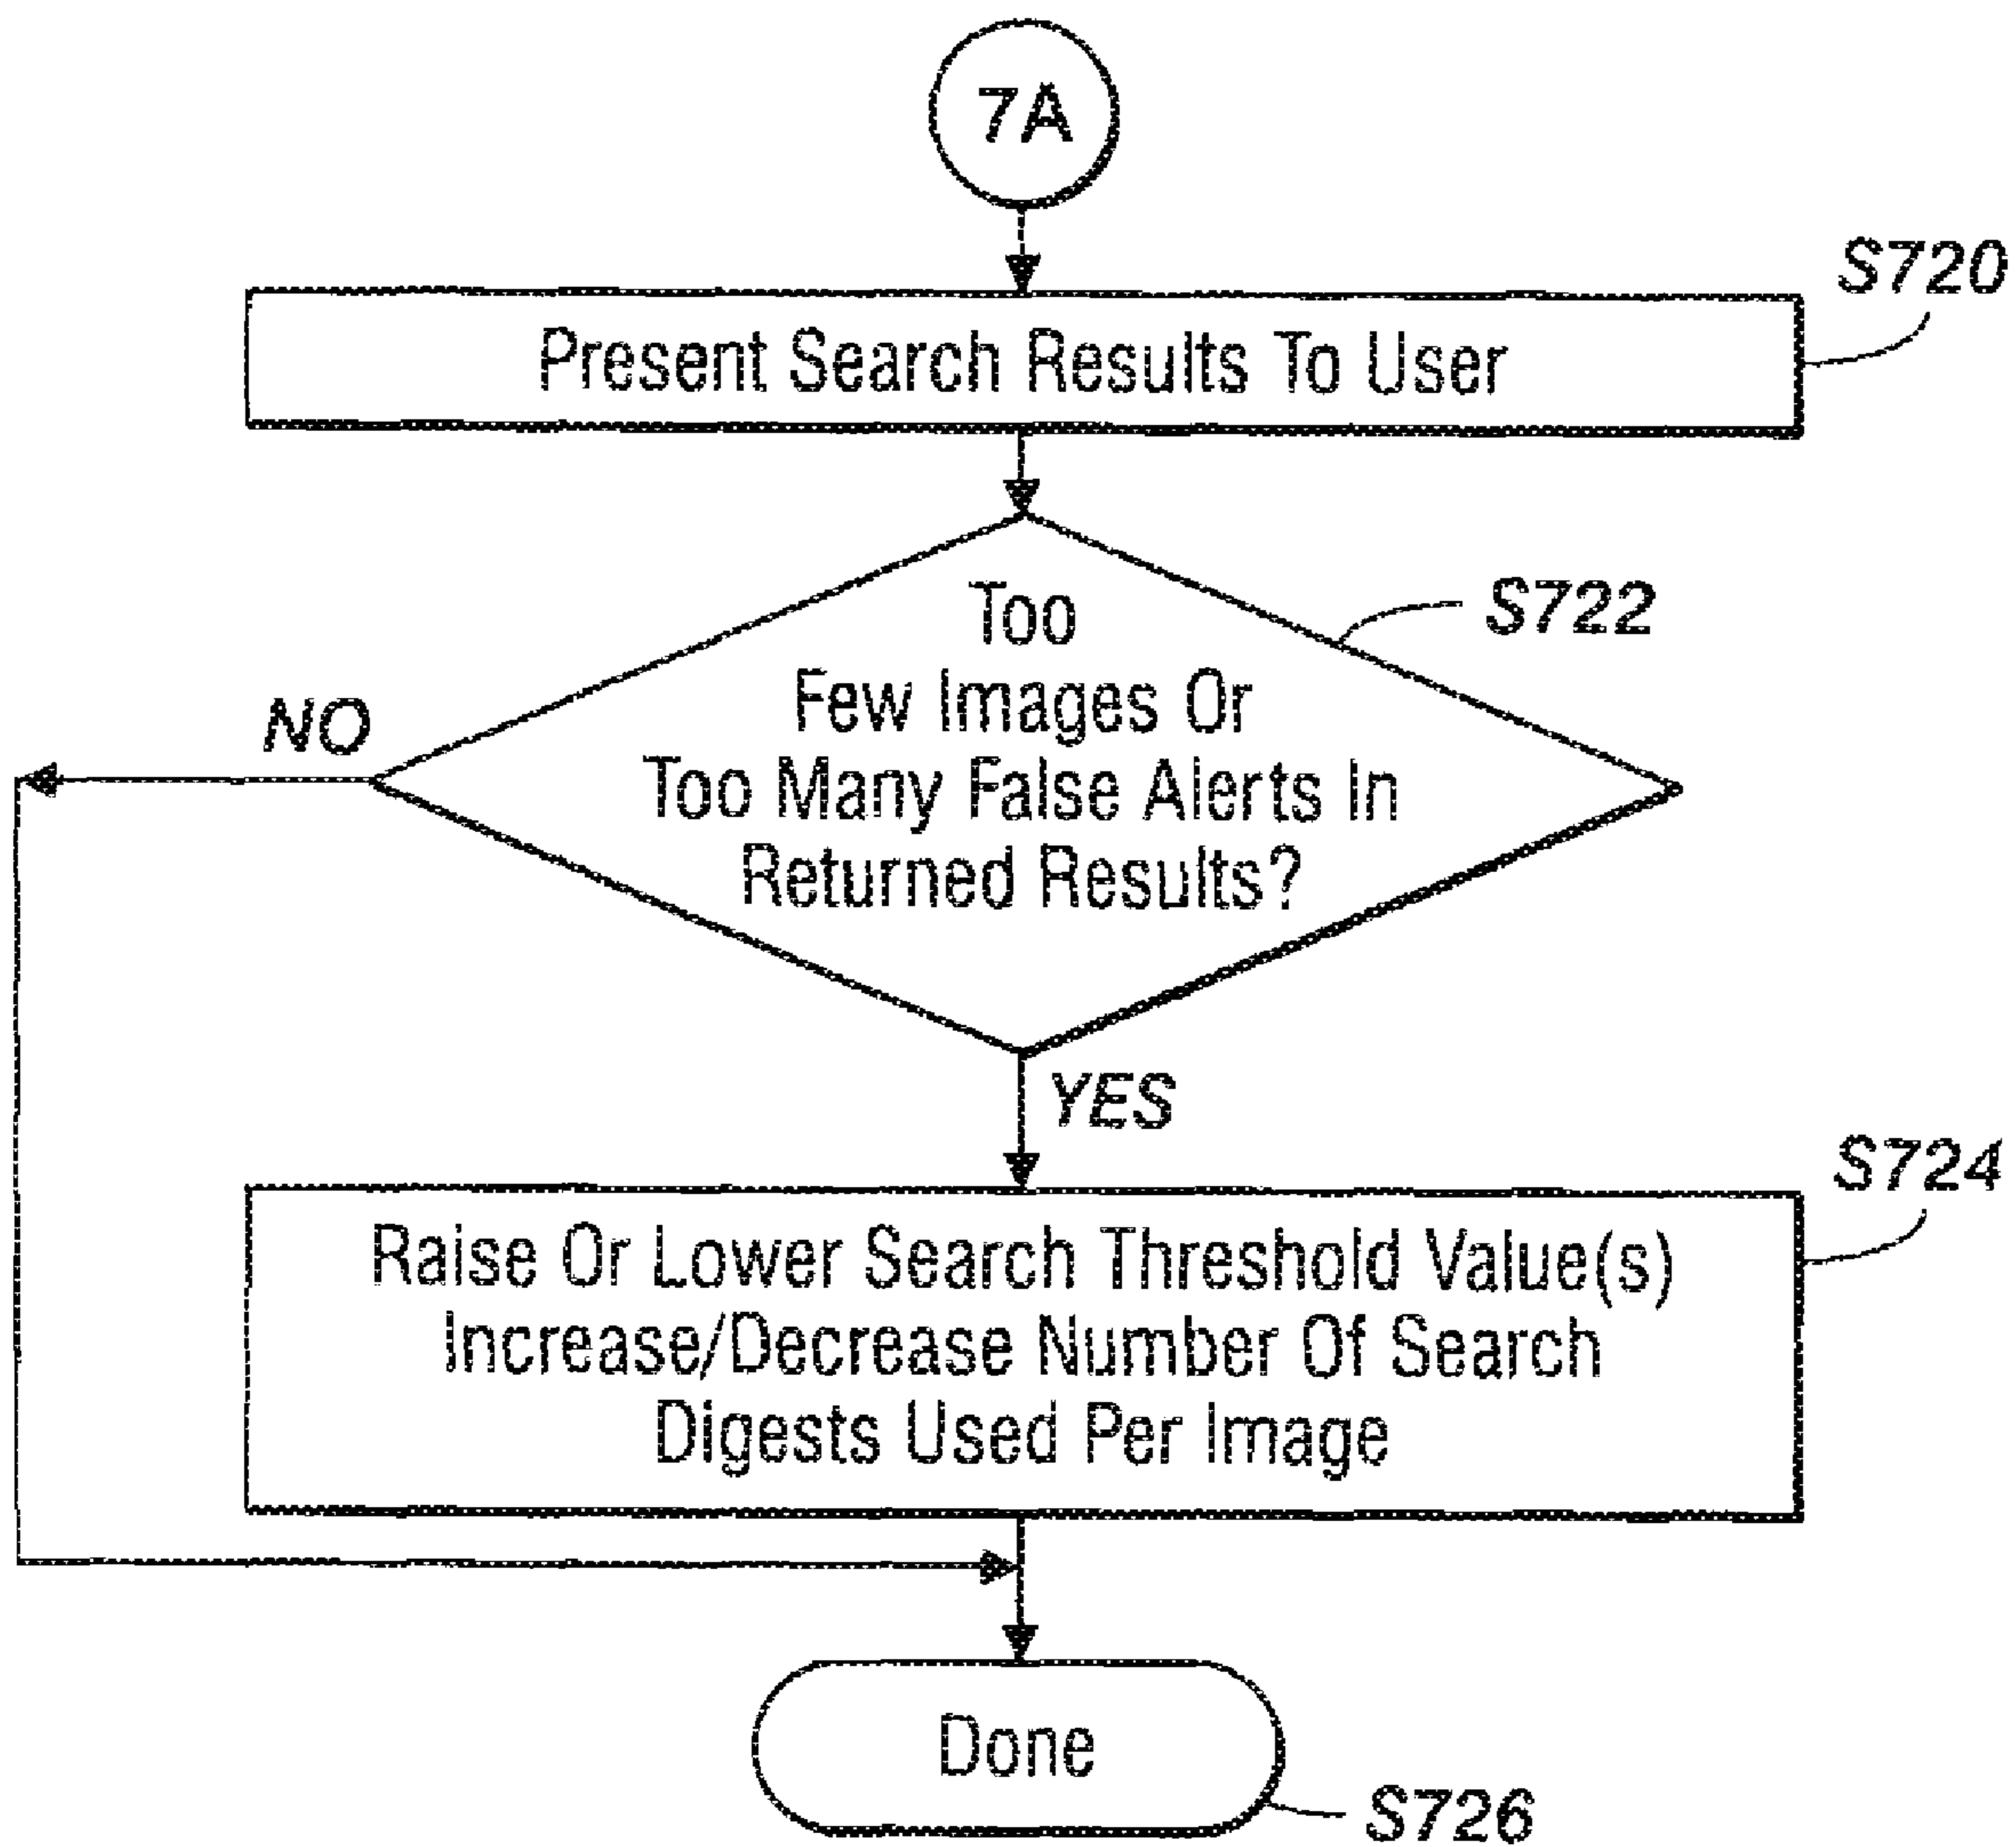 7A
S720
Present Search Results To User
S722
Too
Few Images Or
Too Many False Alerts In
Returned Results?
NO
YES
S724
Raise Or Lower Search Threshold Value(s)
Increase/Decrease Number Of Search
Digests Used Per Image
Done
S726